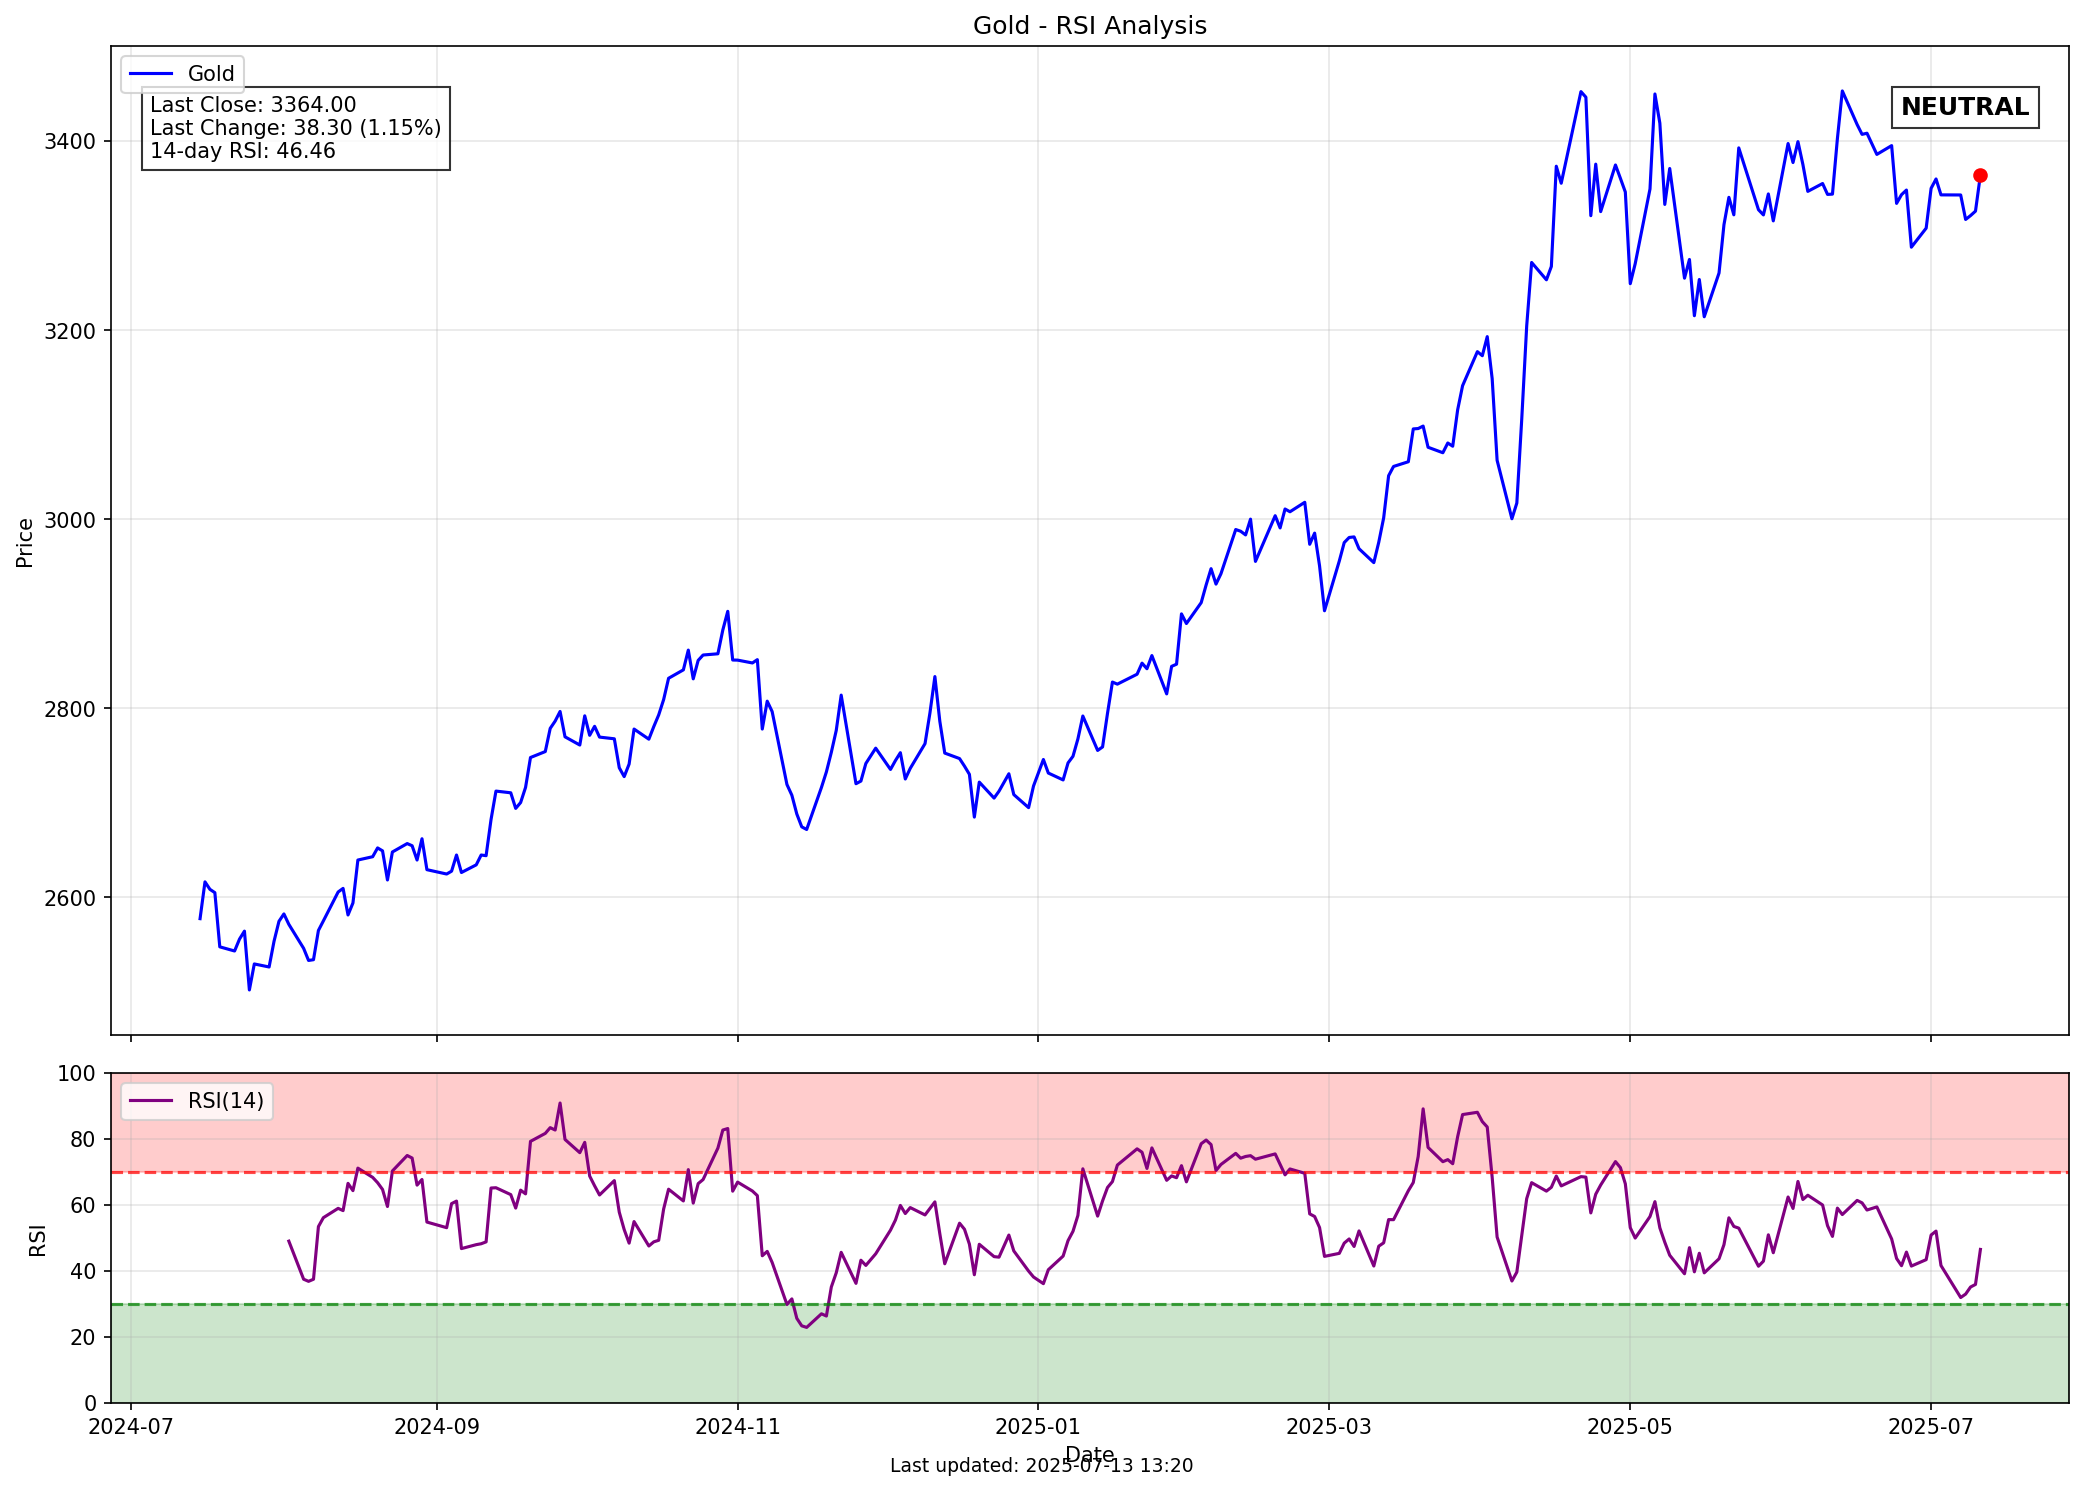 Gold - RSI Analysis
Gold
Last Close: 3364.00
Last Change: 38.30 (1.15%)
14-day RSI: 46.46
NEUTRAL
3400
3200
3000
2800
2600
Price
RSI(14)
100
80
60
40
20
0
RSI
2024-07
2024-09
2024-11
2025-01
2025-03
2025-05
2025-07
Date
Last updated: 2025-07-13 13:20